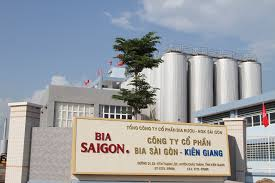 BIA
SAIGON.
TỔNG CÔNG TY CỔ PHẦN BIA RƯỢU - NGK SÀI GÒN
CÔNG TY CỔ PHẦN
BIA SÀI GÒN - KIÊN GIANG